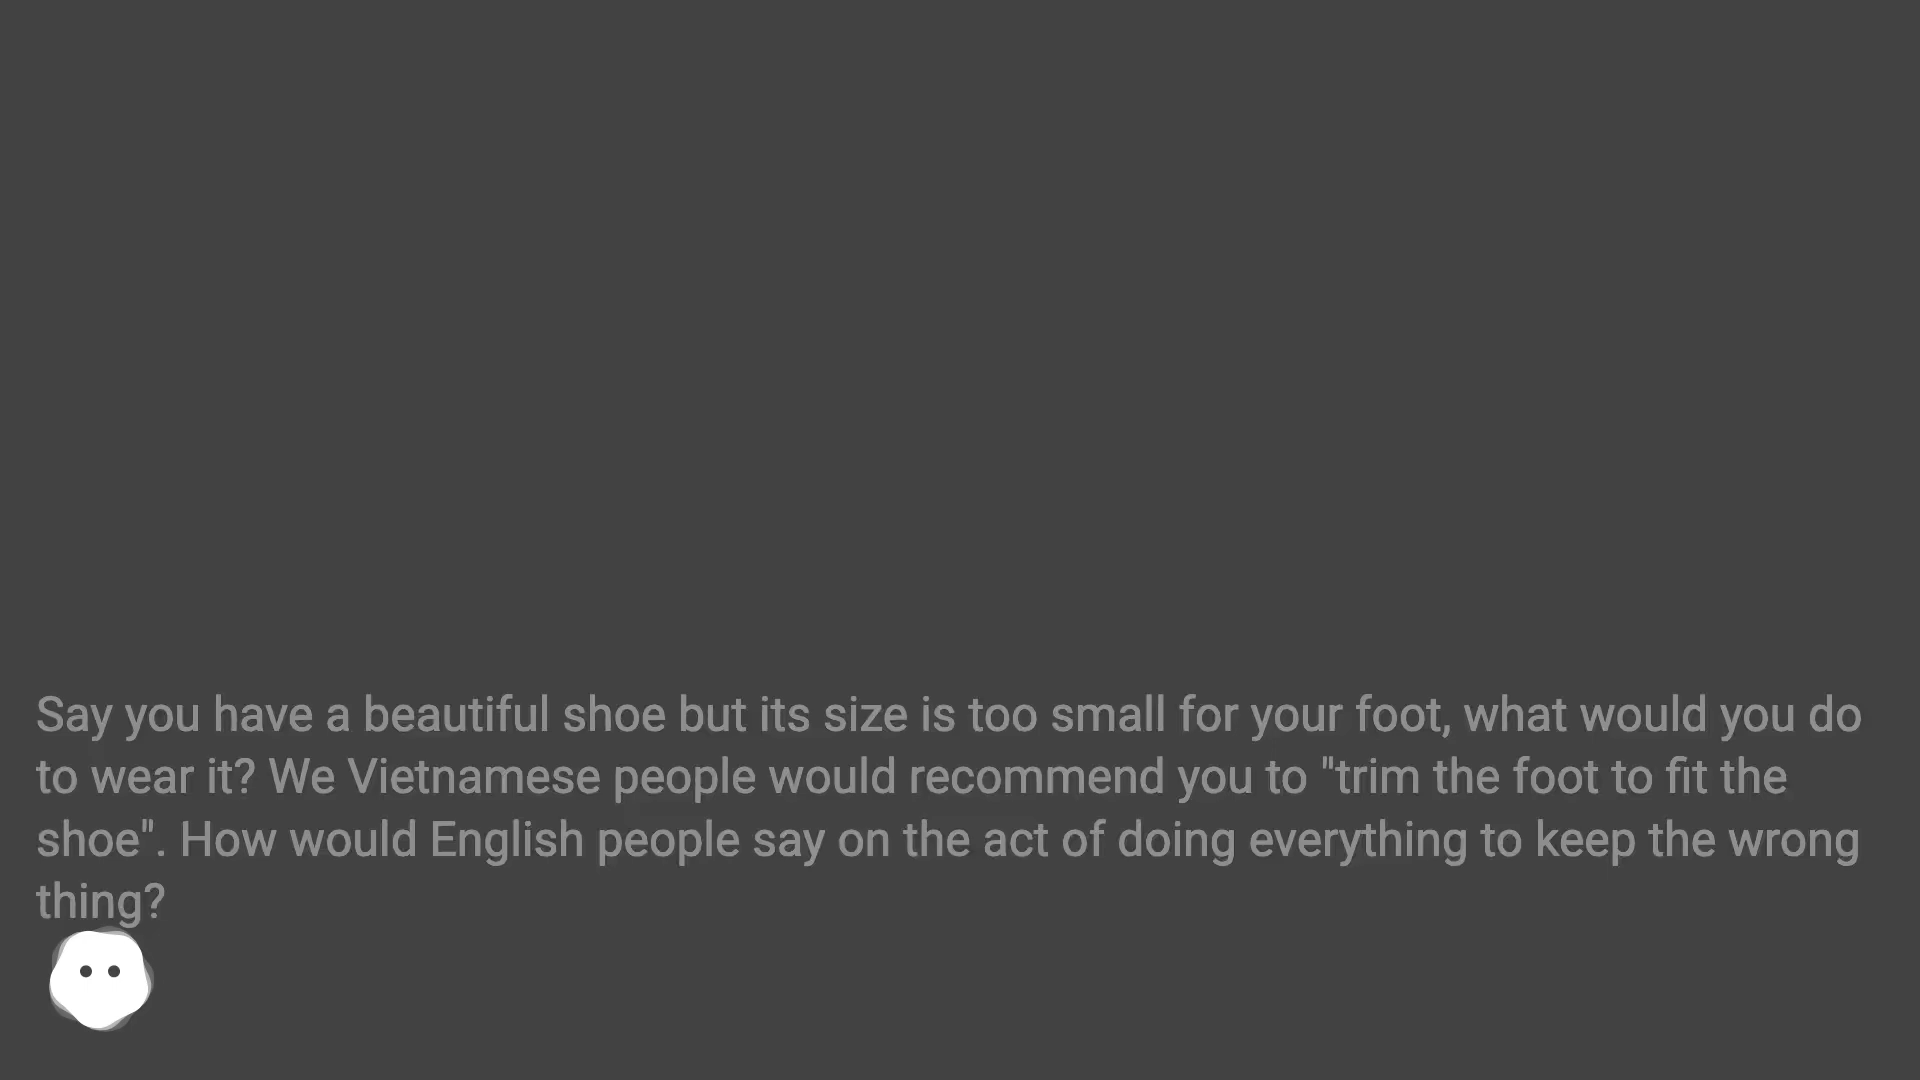 Say you have a beautiful shoe but its size is too small for your foot, what would you do
to wear it? We Vietnamese people would recommend you to "trim the foot to fit the
shoe". How would English people say on the act of doing everything to keep the wrong
thing?